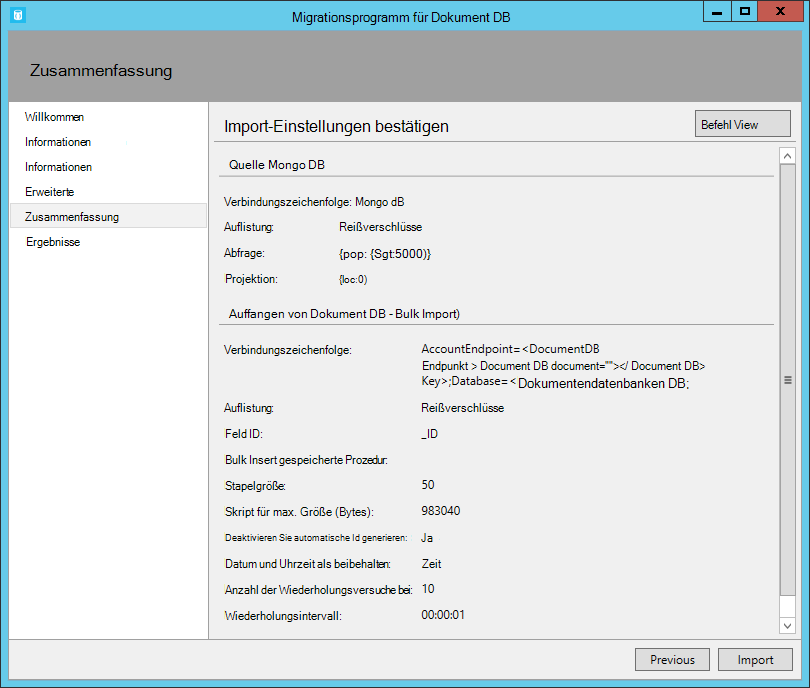 Migrationsprogramm für Dokument DB
Zusammenfassung
Willkommen
Informationen
Informationen
Erweiterte
Zusammenfassung
Ergebnisse
Import-Einstellungen bestätigen
Befehl View
Quelle Mongo DB
Verbindungszeichenfolge: Mongo dB
Auflistung: Reißverschlüsse
Abfrage: {pop: {Sgt:5000)}
Projektion: {loc:0)
Auffangen von Dokument DB - Bulk Import)
Verbindungszeichenfolge: AccountEndpoint= <DocumentDB
Endpunkt > Document DB document=""></ Document DB>
Key>;Database= <Dokumentendatenbanken DB;
Auflistung: Reißverschlüsse
Feld ID: _ID
Bulk Insert gespeicherte Prozedur:
Stapelgröße: 50
Skript für max. Größe (Bytes): 983040
Deaktivieren Sie automatische Id generieren: Ja
Datum und Uhrzeit als beibehalten: Zeit
Anzahl der Wiederholungsversuche bei: 10
Wiederholungsintervall: 00:00:01
Previous
Import